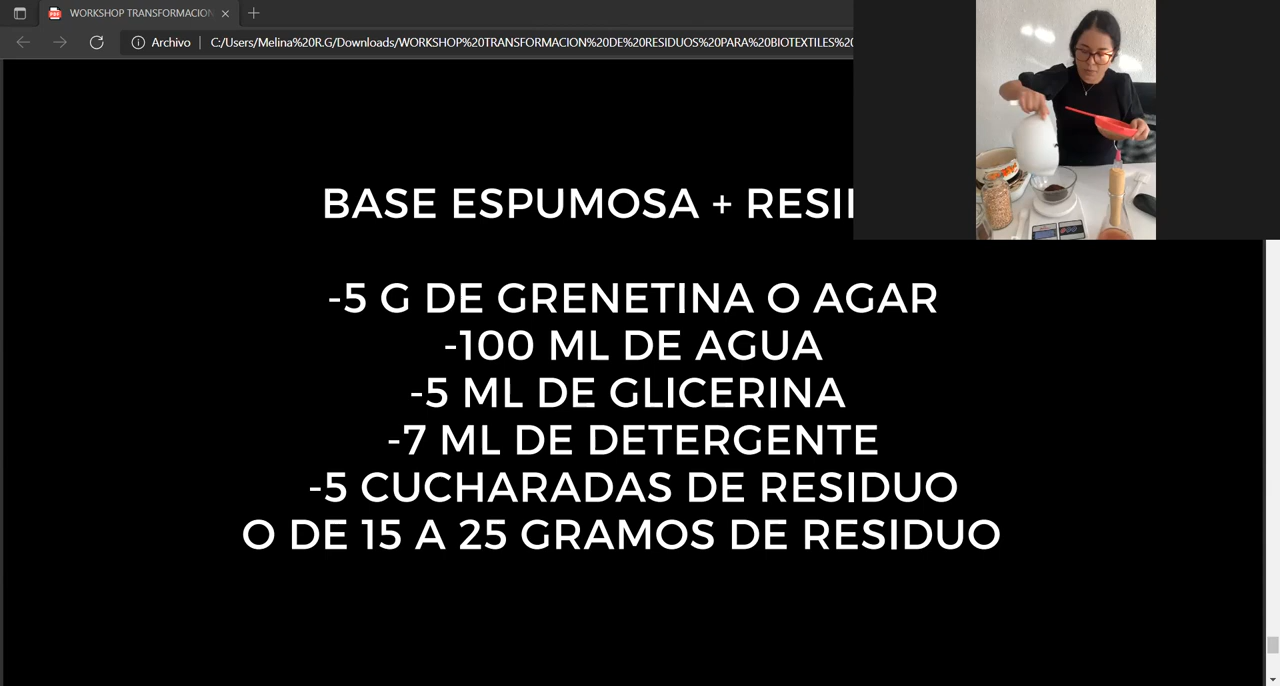 WORKSHOP TRANSFORMACION
Archivo
C:/Users/Melina%20R.G/Downloads/WORKSHOP%20TRANSFORMACION%20DE%20RESIDUOS%20PARA%20BIOTEXTILES%20
BASE ESPUMOSA +
-5 G DE GRENETINA O AGAR
-100 ML DE AGUA
-5 ML DE GLICERINA
-7 ML DE DETERGENTE
-5 CUCHARADAS DE RESIDUO
O DE 15 A 25 GRAMOS DE RESIDUO